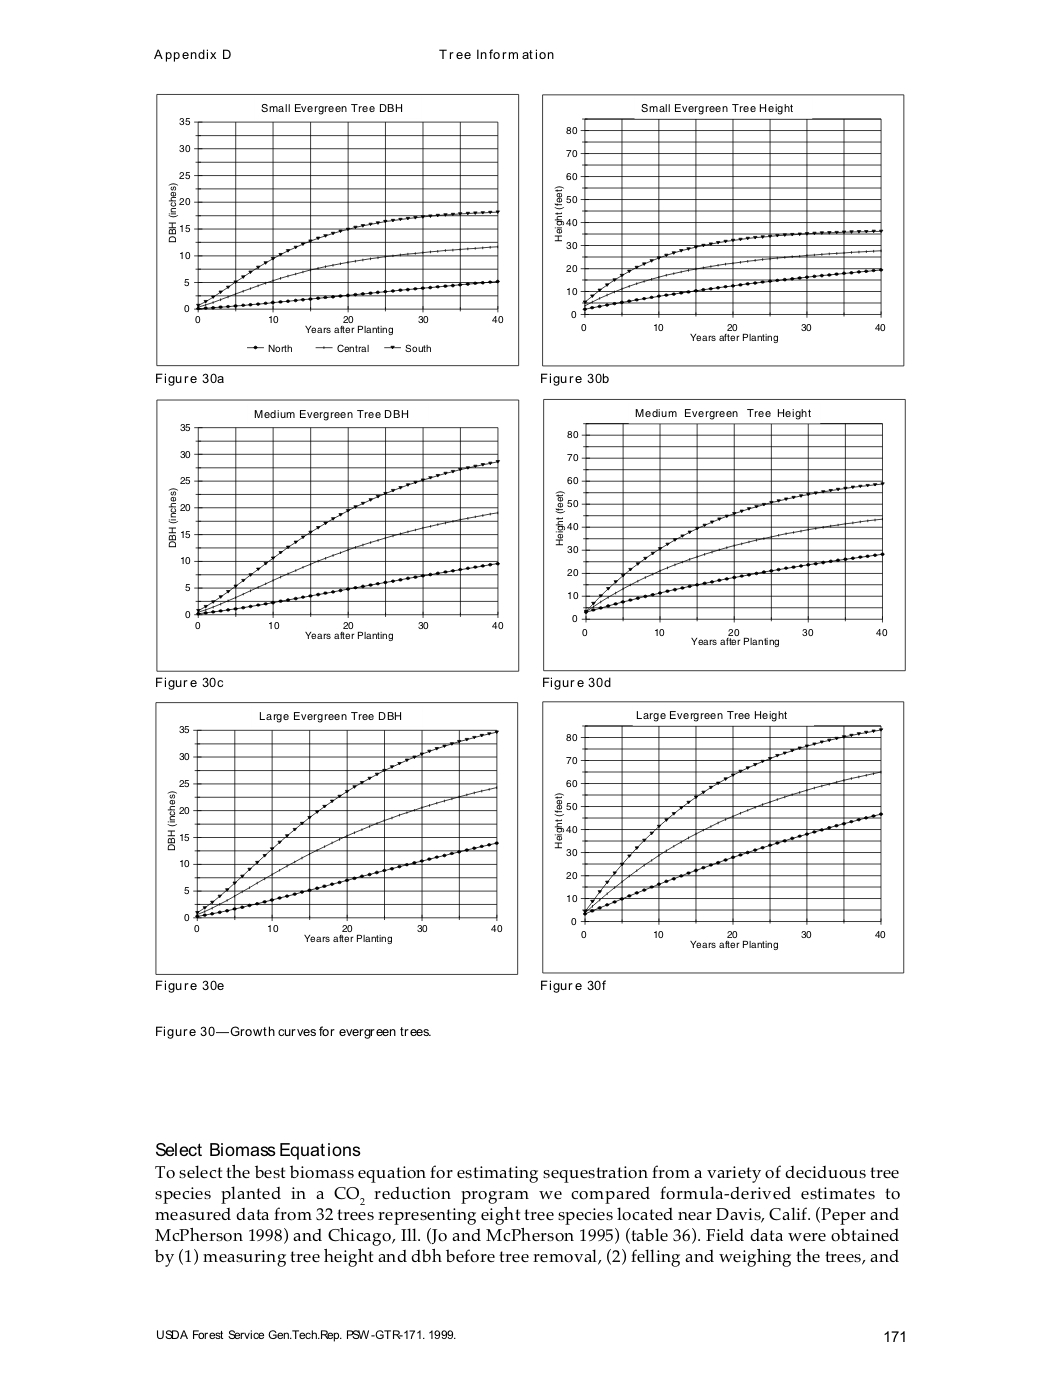 Appendix D Tree Information
Small Evergreen Tree DBH
35
30
25
20
15
10
5
0
DBH (inches)
0 10 20 30 40
Years after Planting
North Central South
Figure 30a
Small Evergreen Tree Height
80
70
60
50
40
30
20
10
0
Height (feet)
0 10 20 30 40
Years after Planting
Figure 30b
Medium Evergreen Tree DBH
35
30
25
20
15
10
5
0
DBH (inches)
0 10 20 30 40
Years after Planting
Figure 30c
Medium Evergreen Tree Height
80
70
60
50
40
30
20
10
0
Height (feet)
0 10 20 30 40
Years after Planting
Figure 30d
Large Evergreen Tree DBH
35
30
25
20
15
10
5
0
DBH (inches)
0 10 20 30 40
Years after Planting
Figure 30e
Large Evergreen Tree Height
80
70
60
50
40
30
20
10
0
Height (feet)
0 10 20 30 40
Years after Planting
Figure 30f
Figure 30—Growth curves for evergreen trees.
Select Biomass Equations
To select the best biomass equation for estimating sequestration from a variety of deciduous tree
species planted in a CO2 reduction program we compared formula-derived estimates to
measured data from 32 trees representing eight tree species located near Davis, Calif. (Peper and
McPherson 1998) and Chicago, Ill. (Jo and McPherson 1995) (table 36). Field data were obtained
by (1) measuring tree height and dbh before tree removal, (2) felling and weighing the trees, and
USDA Forest Service Gen.Tech.Rep. PSW-GTR-171. 1999. 171